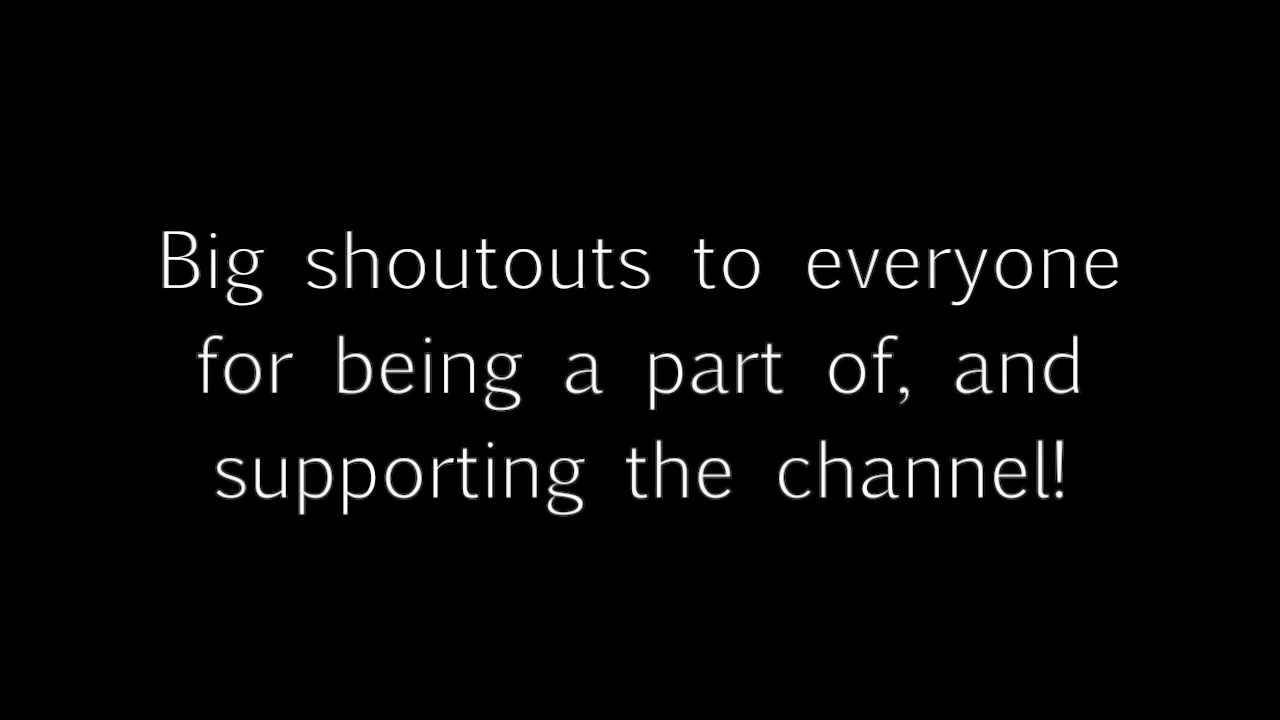 Big shoutouts to everyone
for being a part of, and
supporting the channel!